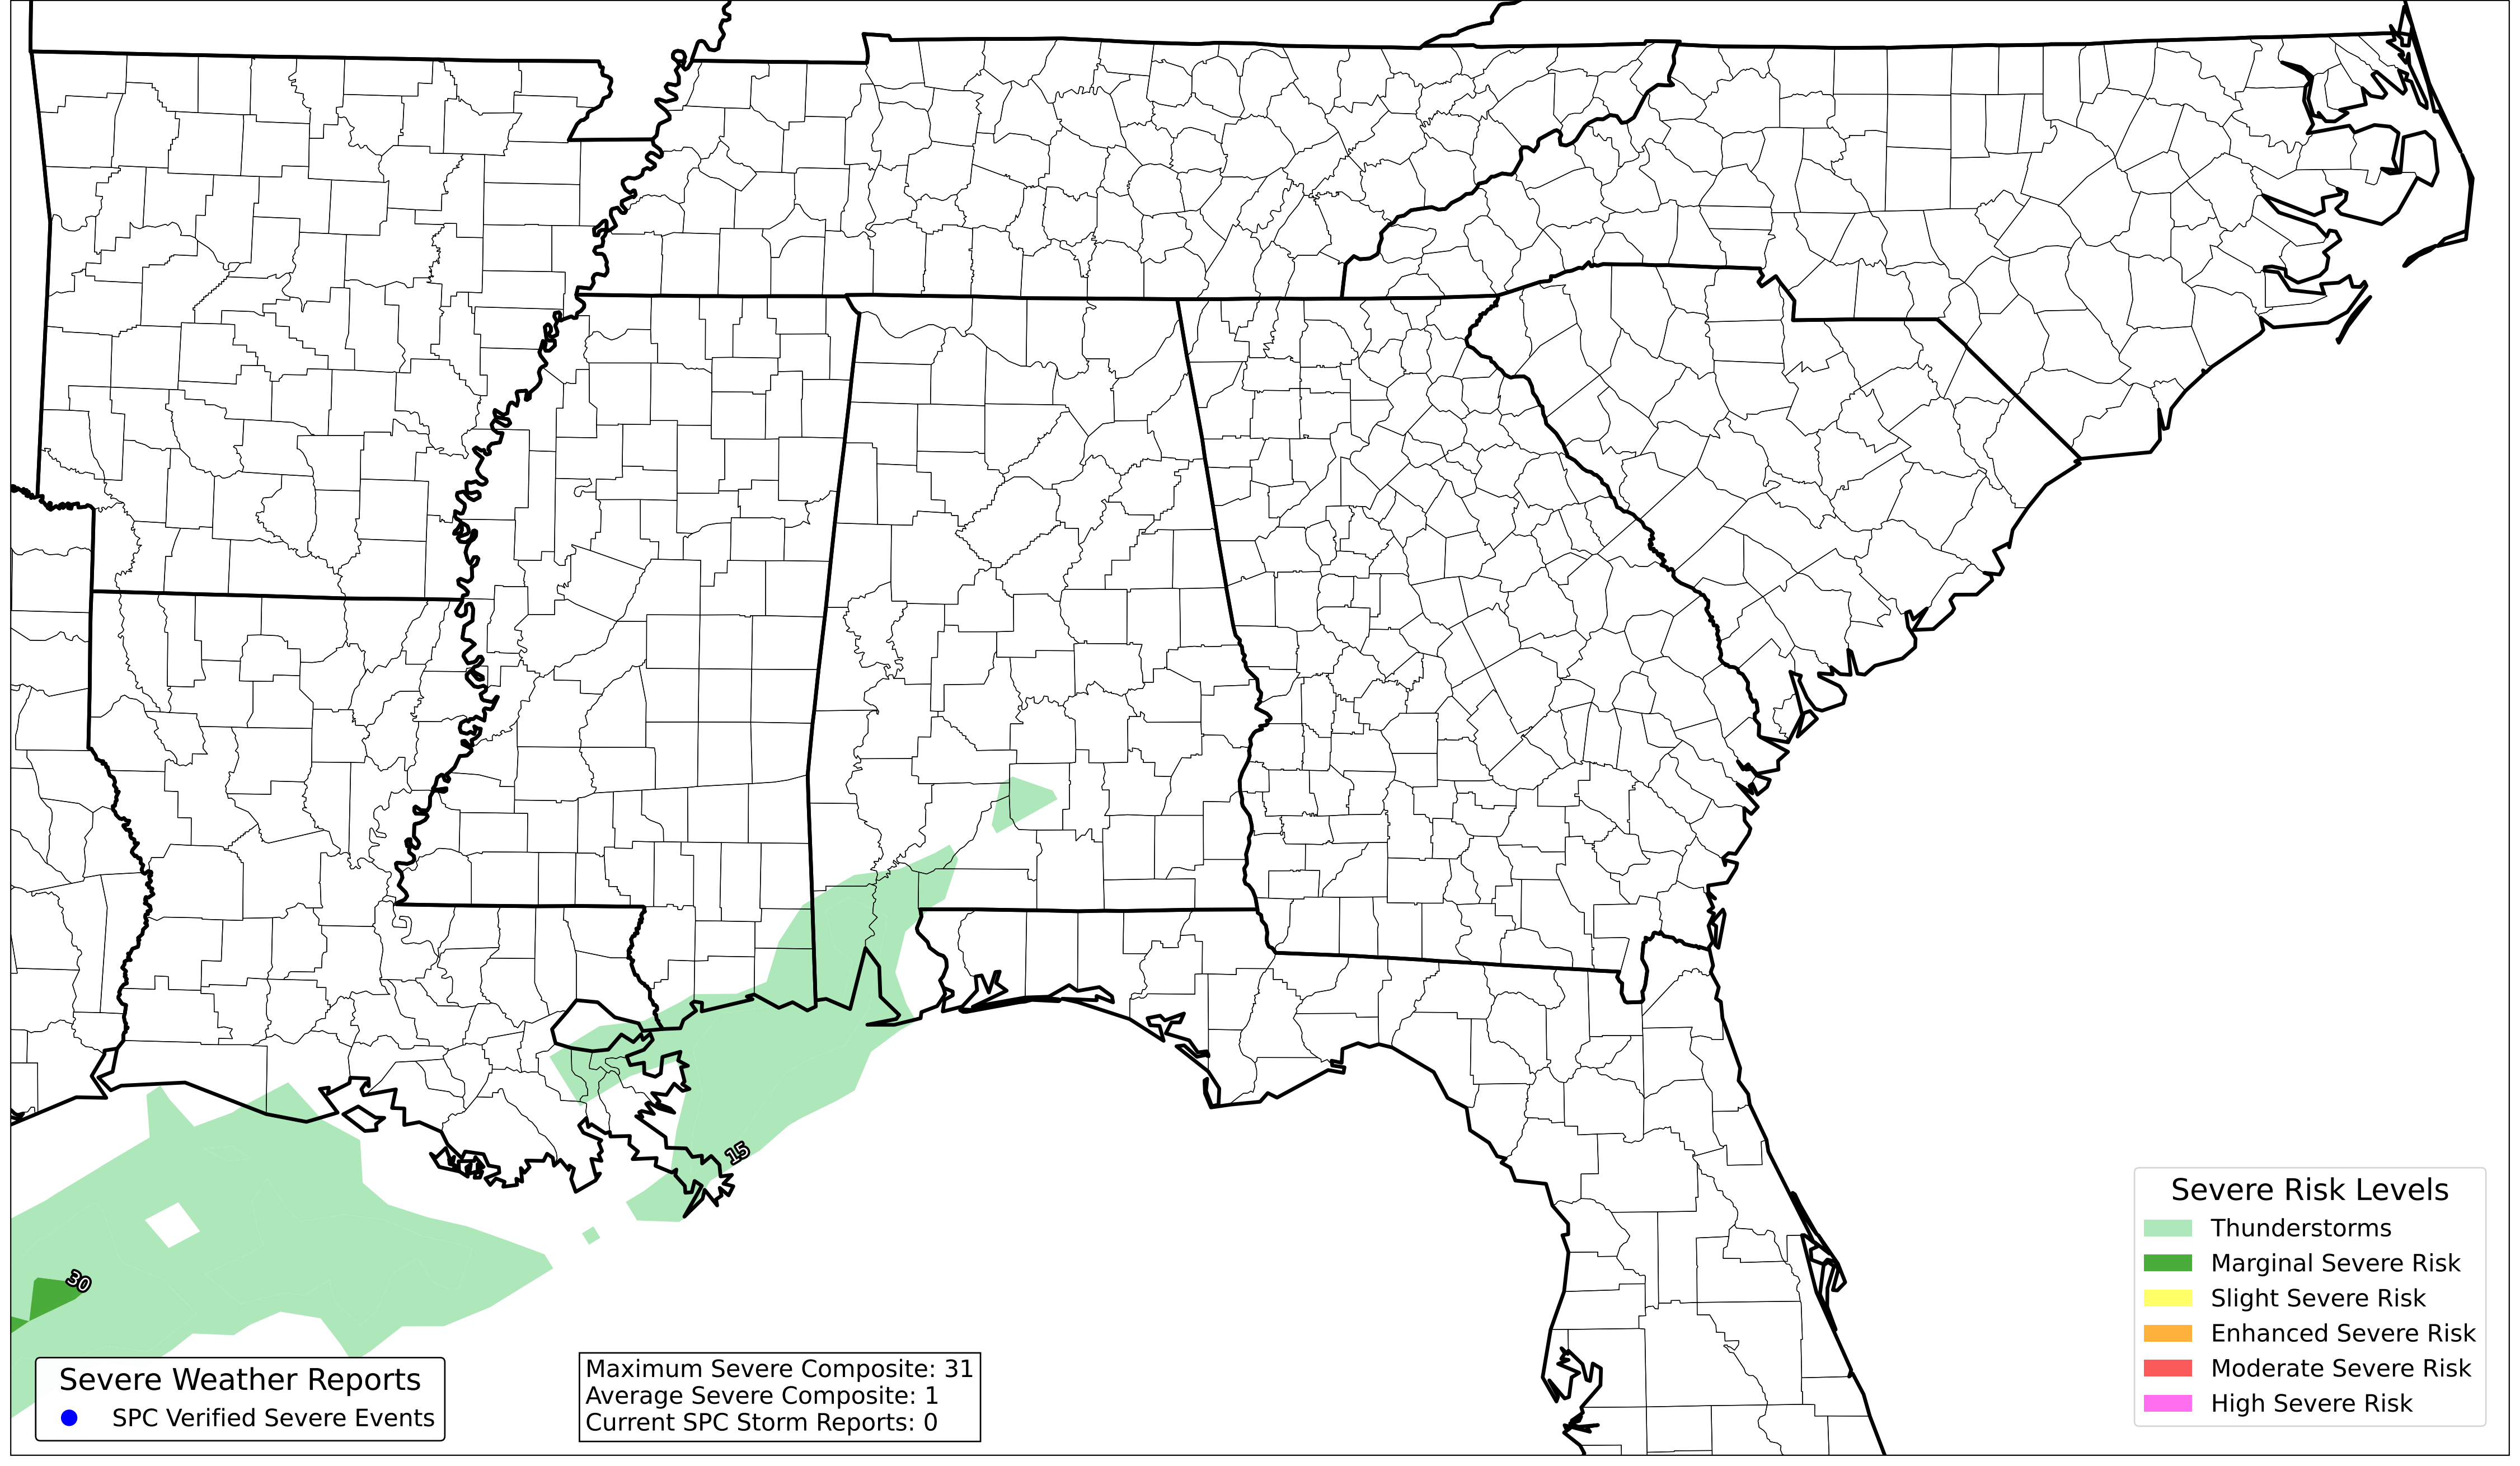 15
30
Severe Risk Levels
Thunderstorms
Marginal Severe Risk
Slight Severe Risk
Enhanced Severe Risk
Moderate Severe Risk
High Severe Risk
Severe Weather Reports
SPC Verified Severe Events
Maximum Severe Composite: 31
Average Severe Composite: 1
Current SPC Storm Reports: 0